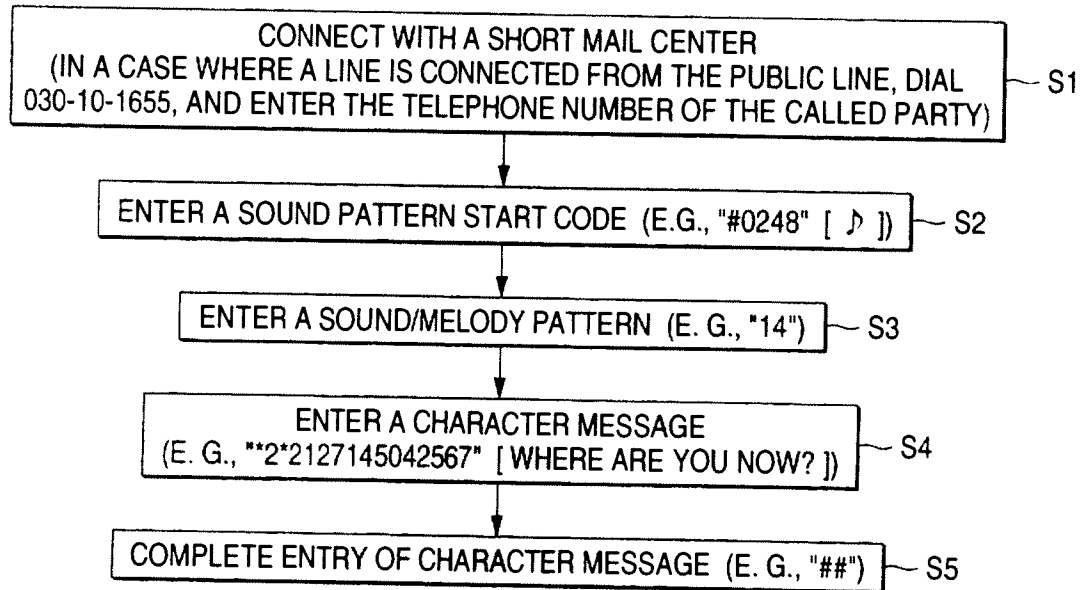 CONNECT WITH A SHORT MAIL CENTER
(IN A CASE WHERE A LINE IS CONNECTED FROM THE PUBLIC LINE, DIAL
030-10-1655, AND ENTER THE TELEPHONE NUMBER OF THE CALLED PARTY)
S1
ENTER A SOUND PATTERN START CODE (E.G., "#0248" [ ♪ ])
S2
ENTER A SOUND/MELODY PATTERN (E. G., "14")
S3
ENTER A CHARACTER MESSAGE
(E. G., "*2*2127145042567" [ WHERE ARE YOU NOW? ])
S4
COMPLETE ENTRY OF CHARACTER MESSAGE (E. G., "##")
S5